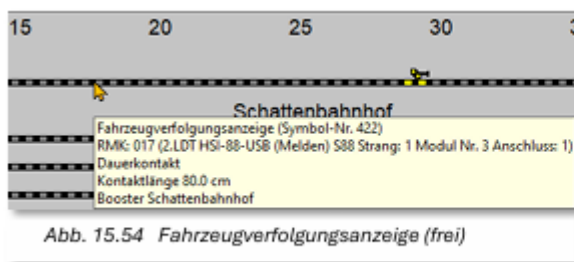 15 20 25 30
Schattenbahnhof
Fahrzeugverfolgungsanzeige (Symbol-Nr. 422)
RMK: 017 (2.LDT HSI-88-USB (Melden) S88 Strang: 1 Modul Nr. 3 Anschluss: 1)
Dauerkontakt
Kontaktlänge 80.0 cm
Booster Schattenbahnhof
Abb. 15.54 Fahrzeugverfolgungsanzeige (frei)